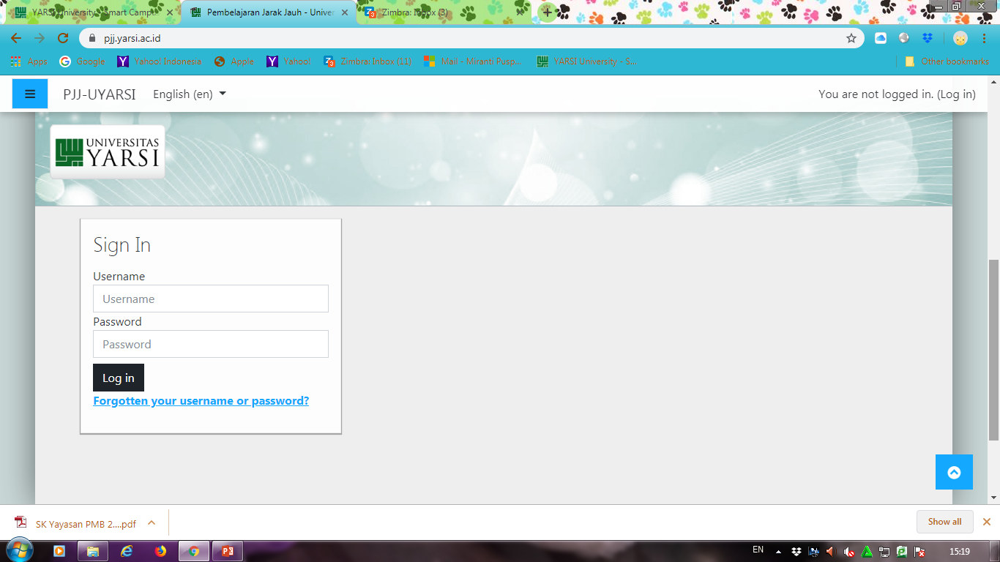 YARSI University - Smart Campu
Pembelajaran Jarak Jauh - Univer
Zimbra: Inbox (3)
pjj.yarsi.ac.id
Apps
Google
Yahoo! Indonesia
Apple
Yahoo!
Zimbra: Inbox (11)
Mail - Miranti Pusp...
YARSI University - S...
Other bookmarks
PJJ-UYARSI
English (en)
You are not logged in. (Log in)
UNIVERSITAS
YARSI
Sign In
Username
Username
Password
Password
Log in
Forgotten your username or password?
SK Yayasan PMB 2....pdf
Show all
EN
15:19